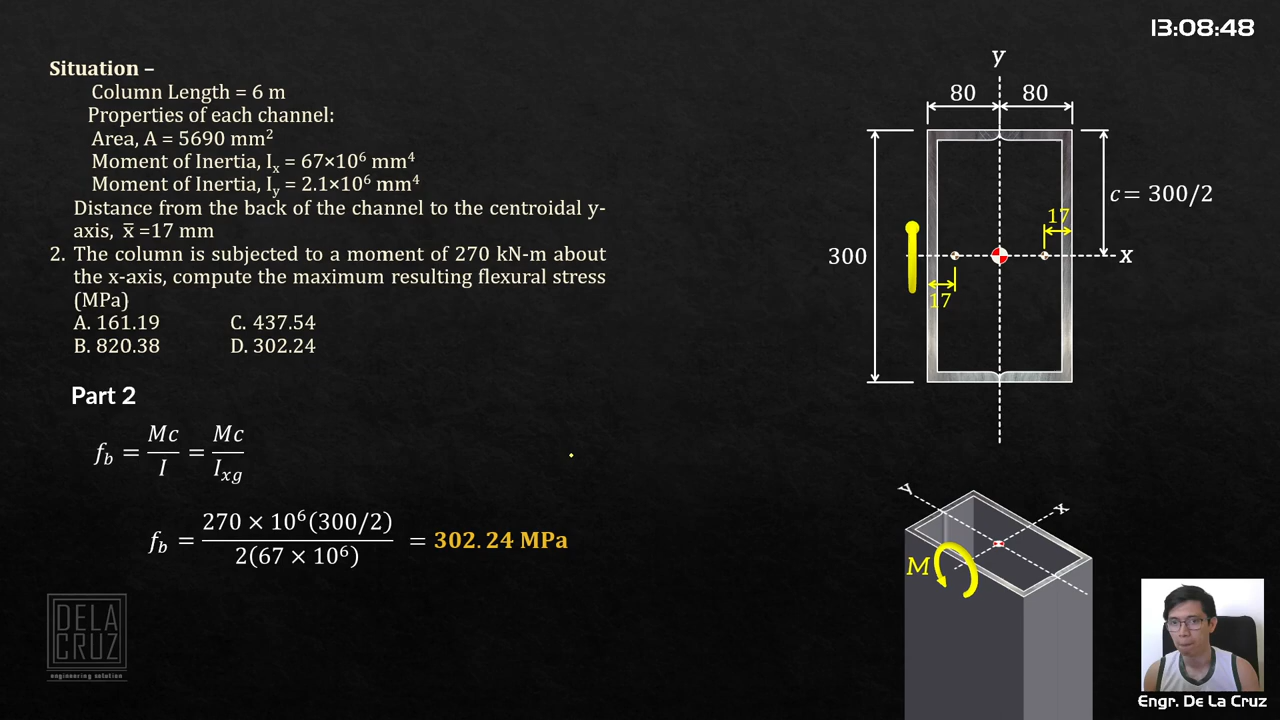 13:08:48
Situation –
Column Length = 6 m
Properties of each channel:
Area, A = 5690 mm²
Moment of Inertia, Iₓ = 67×10⁶ mm⁴
Moment of Inertia, I_y = 2.1×10⁶ mm⁴
Distance from the back of the channel to the centroidal y-
axis, x̅ =17 mm
2. The column is subjected to a moment of 270 kN-m about
the x-axis, compute the maximum resulting flexural stress
(MPa)
A. 161.19 C. 437.54
B. 820.38 D. 302.24
Part 2
f_b = Mc/I = Mc/I_xg
f_b = 270 × 10⁶(300/2) / 2(67 × 10⁶) = 302.24 MPa
y
80 80
c = 300/2
17
300
x
17
y
x
M
DELA
CRUZ
engineering solution
Engr. De La Cruz